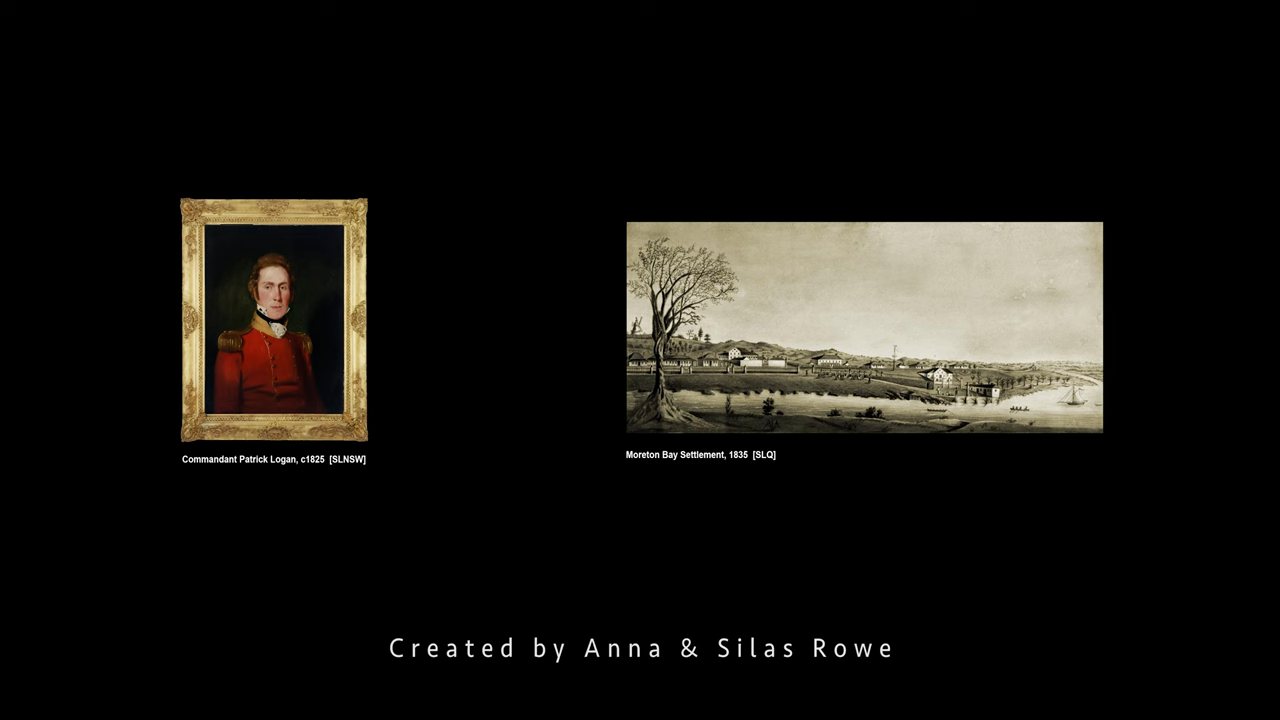 Commandant Patrick Logan, c1825 [SLNSW]
Moreton Bay Settlement, 1835 [SLQ]
Created by Anna & Silas Rowe